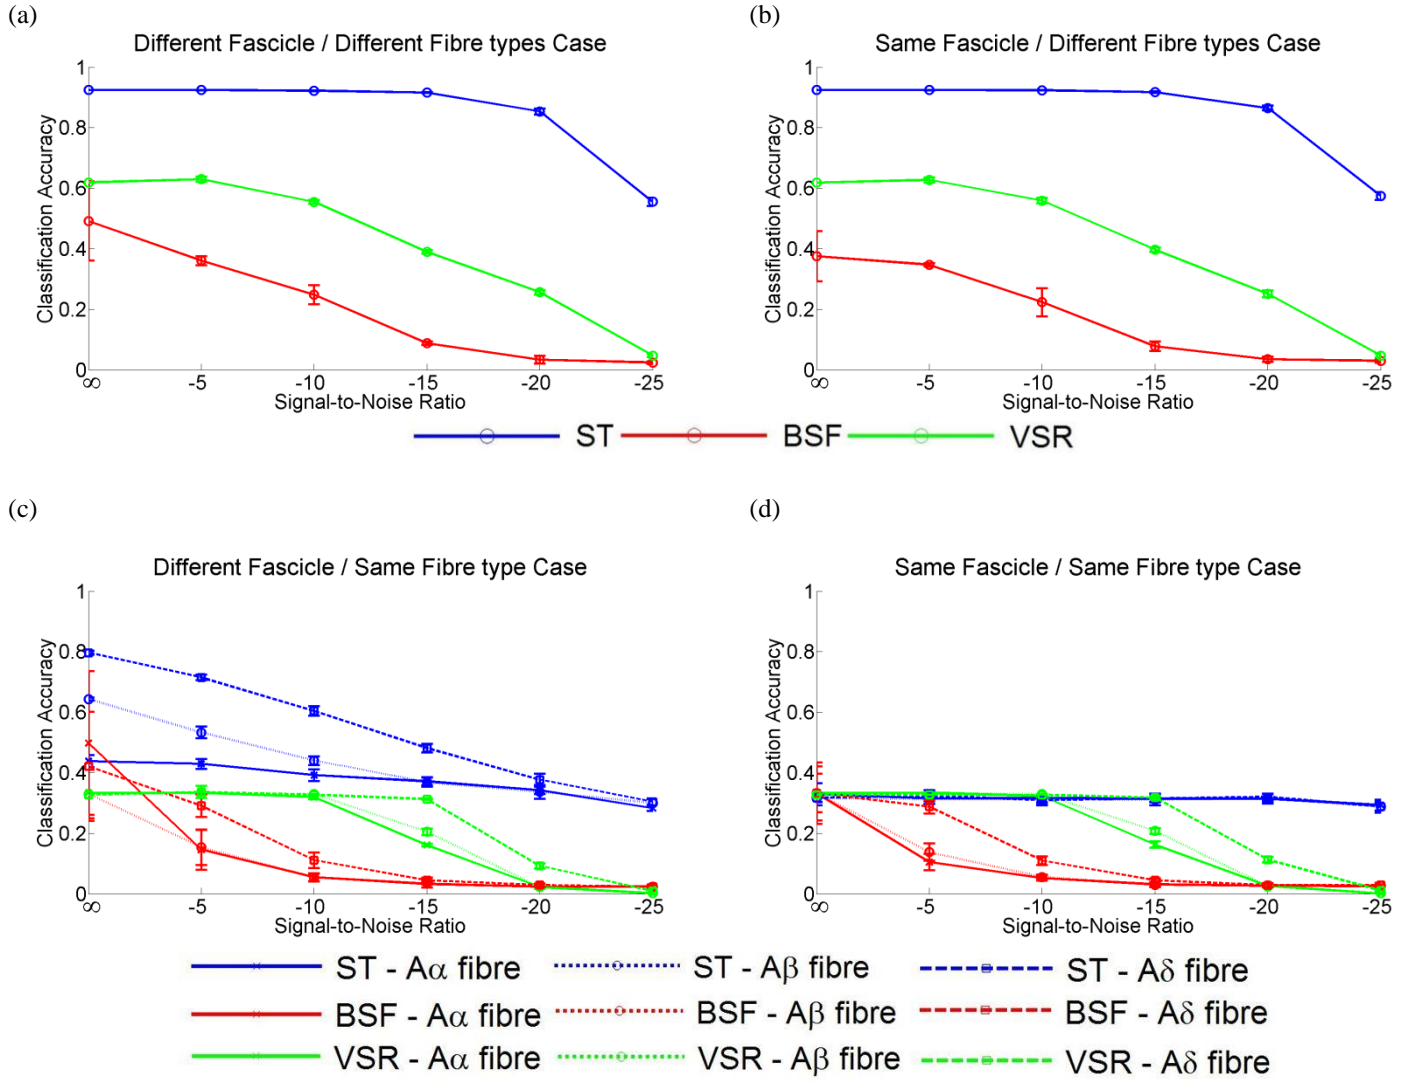 (a)
(b)
Different Fascicle / Different Fibre types Case
Same Fascicle / Different Fibre types Case
Classification Accuracy
1
0.8
0.6
0.4
0.2
0
∞
-5
-10
-15
-20
-25
Signal-to-Noise Ratio
Classification Accuracy
1
0.8
0.6
0.4
0.2
0
∞
-5
-10
-15
-20
-25
Signal-to-Noise Ratio
ST
BSF
VSR
(c)
(d)
Different Fascicle / Same Fibre type Case
Same Fascicle / Same Fibre type Case
Classification Accuracy
1
0.8
0.6
0.4
0.2
0
∞
-5
-10
-15
-20
-25
Signal-to-Noise Ratio
Classification Accuracy
1
0.8
0.6
0.4
0.2
0
∞
-5
-10
-15
-20
-25
Signal-to-Noise Ratio
ST - Aα fibre
ST - Aβ fibre
ST - Aδ fibre
BSF - Aα fibre
BSF - Aβ fibre
BSF - Aδ fibre
VSR - Aα fibre
VSR - Aβ fibre
VSR - Aδ fibre